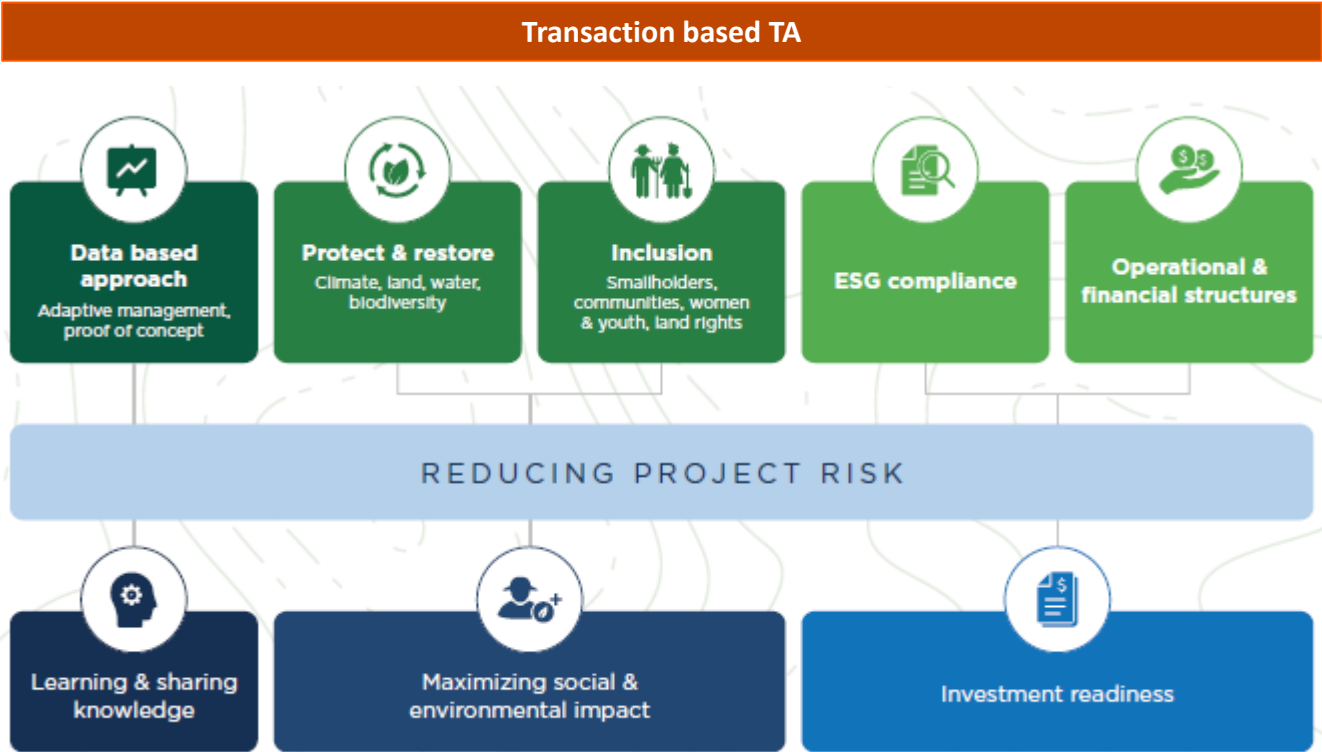 Transaction based TA
Data based
approach
Adaptive management,
proof of concept
Protect & restore
Climate, land, water,
biodiversity
Inclusion
Smallholders,
communities, women
& youth, land rights
ESG compliance
Operational &
financial structures
REDUCING PROJECT RISK
Learning & sharing
knowledge
Maximizing social &
environmental impact
Investment readiness